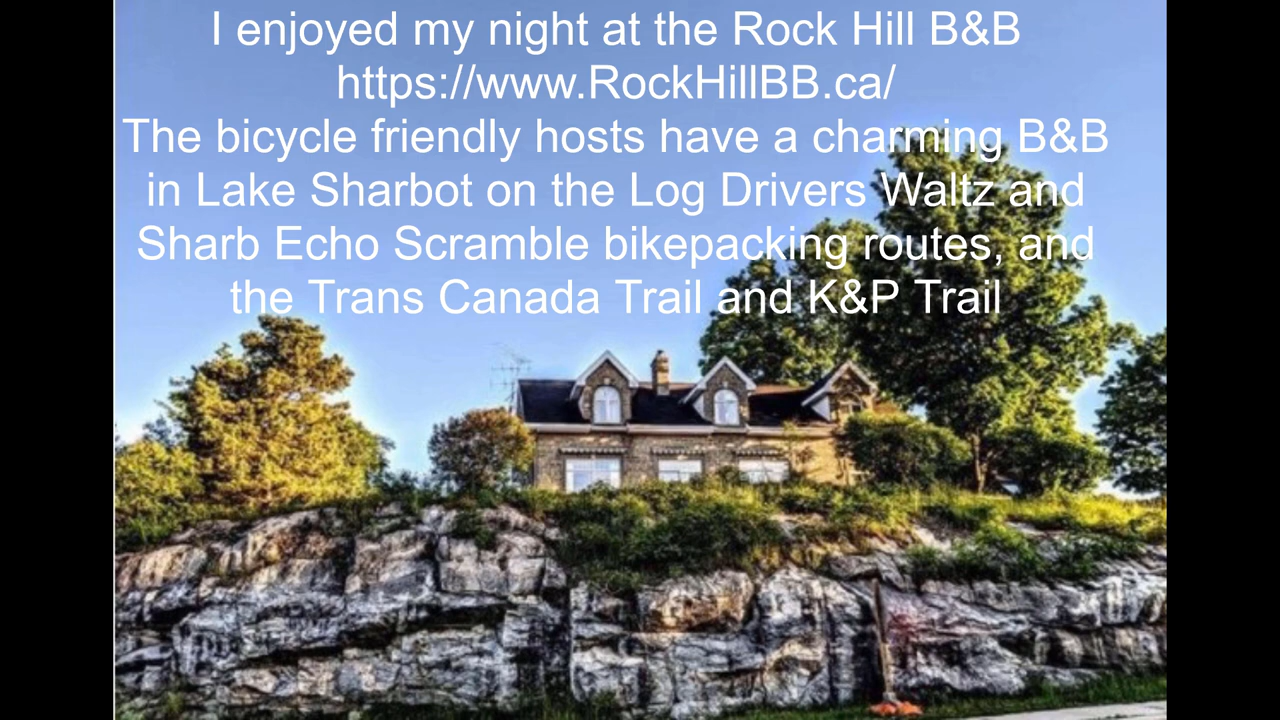 I enjoyed my night at the Rock Hill B&B
https://www.RockHillBB.ca/
The bicycle friendly hosts have a charming B&B
in Lake Sharbot on the Log Drivers Waltz and
Sharb Echo Scramble bikepacking routes, and
the Trans Canada Trail and K&P Trail